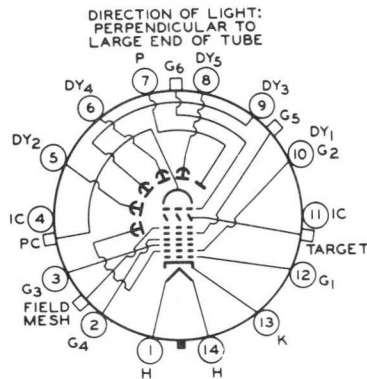 DIRECTION OF LIGHT:
PERPENDICULAR TO
LARGE END OF TUBE
P
G6
DY5
DY4
7
8
DY3
6
9
G5
DY2
DY1
5
10
G2
IC
4
11
IC
PC
TARGET
3
12
G1
G3
FIELD
MESH
2
13
K
G4
1
14
H
H